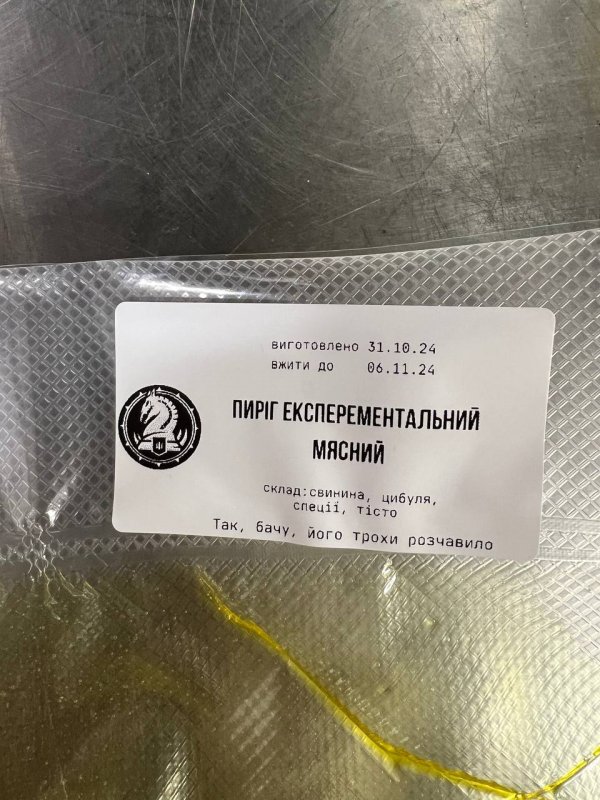 виготовлено 31.10.24
вжити до 06.11.24
ПИРІГ ЕКСПЕРЕМЕНТАЛЬНИЙ
МЯСНИЙ
склад:свинина, цибуля,
спеції, тісто
Так, бачу, його трохи розчавило